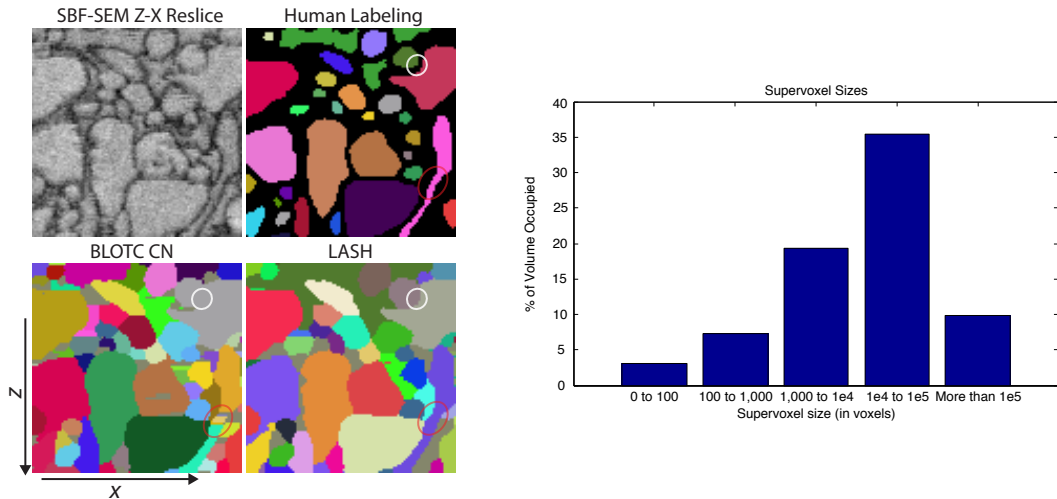 SBF-SEM Z-X Reslice
Human Labeling
BLOTC CN
LASH
Z
X
Supervoxel Sizes
40
35
30
25
20
15
10
5
0
% of Volume Occupied
0 to 100
100 to 1,000
1,000 to 1e4
1e4 to 1e5
More than 1e5
Supervoxel size (in voxels)